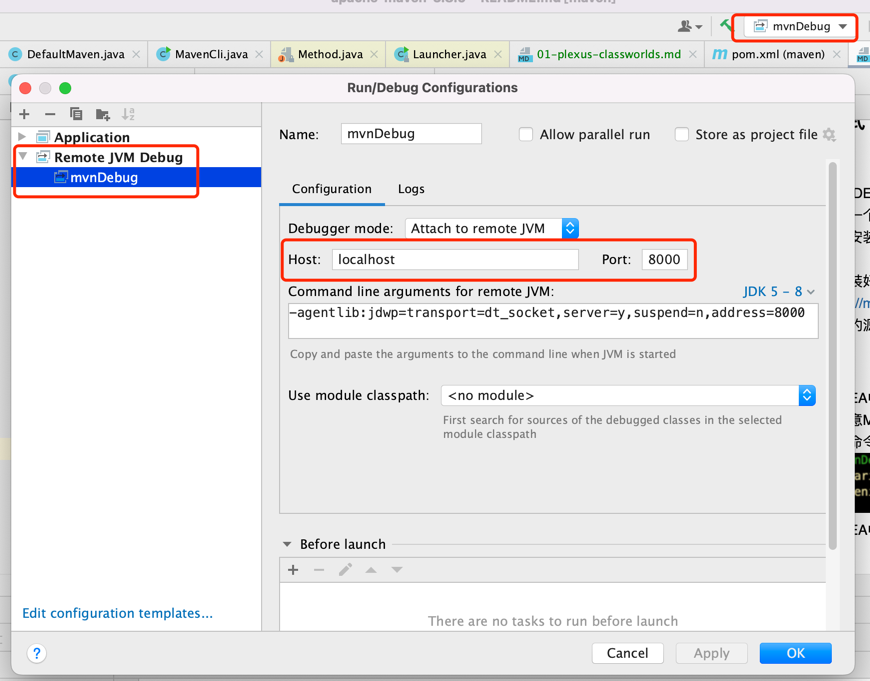 mvnDebug
DefaultMaven.java
MavenCli.java
Method.java
Launcher.java
01-plexus-classworlds.md
pom.xml (maven)
Run/Debug Configurations
Application
Remote JVM Debug
mvnDebug
Name:
mvnDebug
Allow parallel run
Store as project file
Configuration
Logs
Debugger mode:
Attach to remote JVM
Host:
localhost
Port:
8000
Command line arguments for remote JVM:
JDK 5 – 8
-agentlib:jdwp=transport=dt_socket,server=y,suspend=n,address=8000
Copy and paste the arguments to the command line when JVM is started
Use module classpath:
<no module>
First search for sources of the debugged classes in the selected
module classpath
Before launch
There are no tasks to run before launch
Edit configuration templates...
?
Cancel
Apply
OK